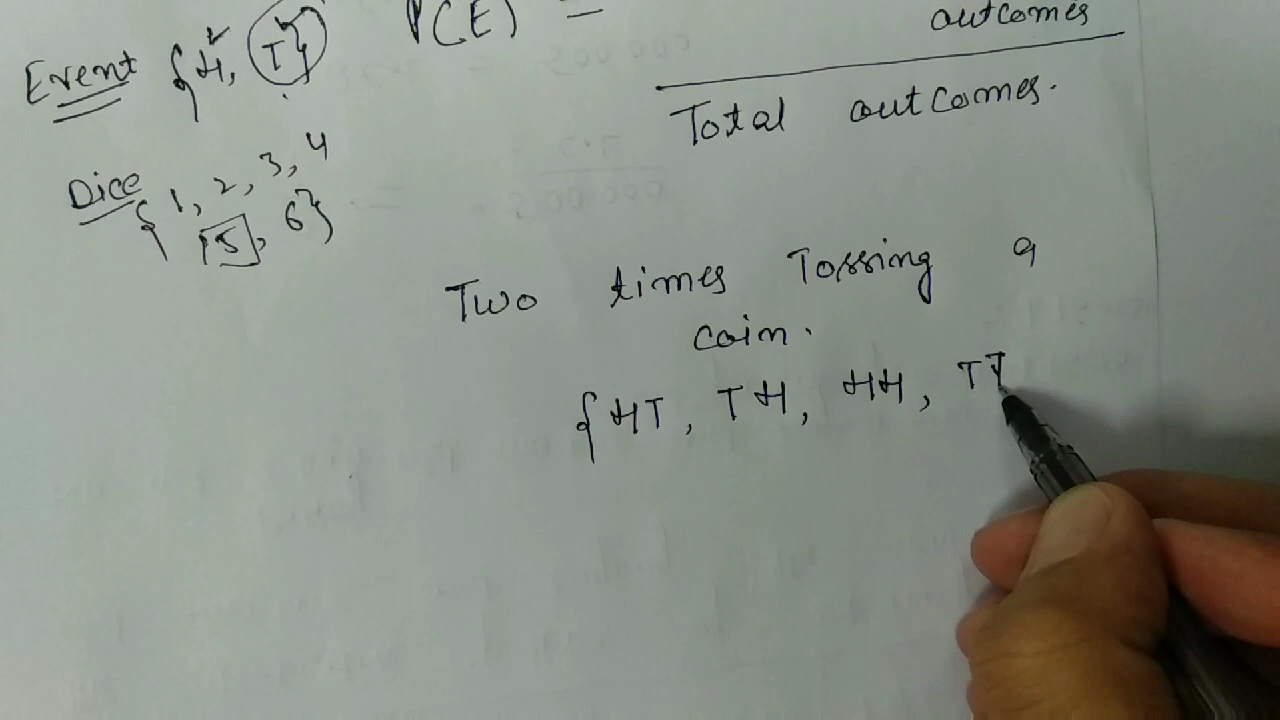 Event {H, T}
P(E) =
outcomes
Total outcomes.
Dice
{1, 2, 3, 4
5, 6}
Two times Tossing a
coin.
{HT, TH, HH, TT